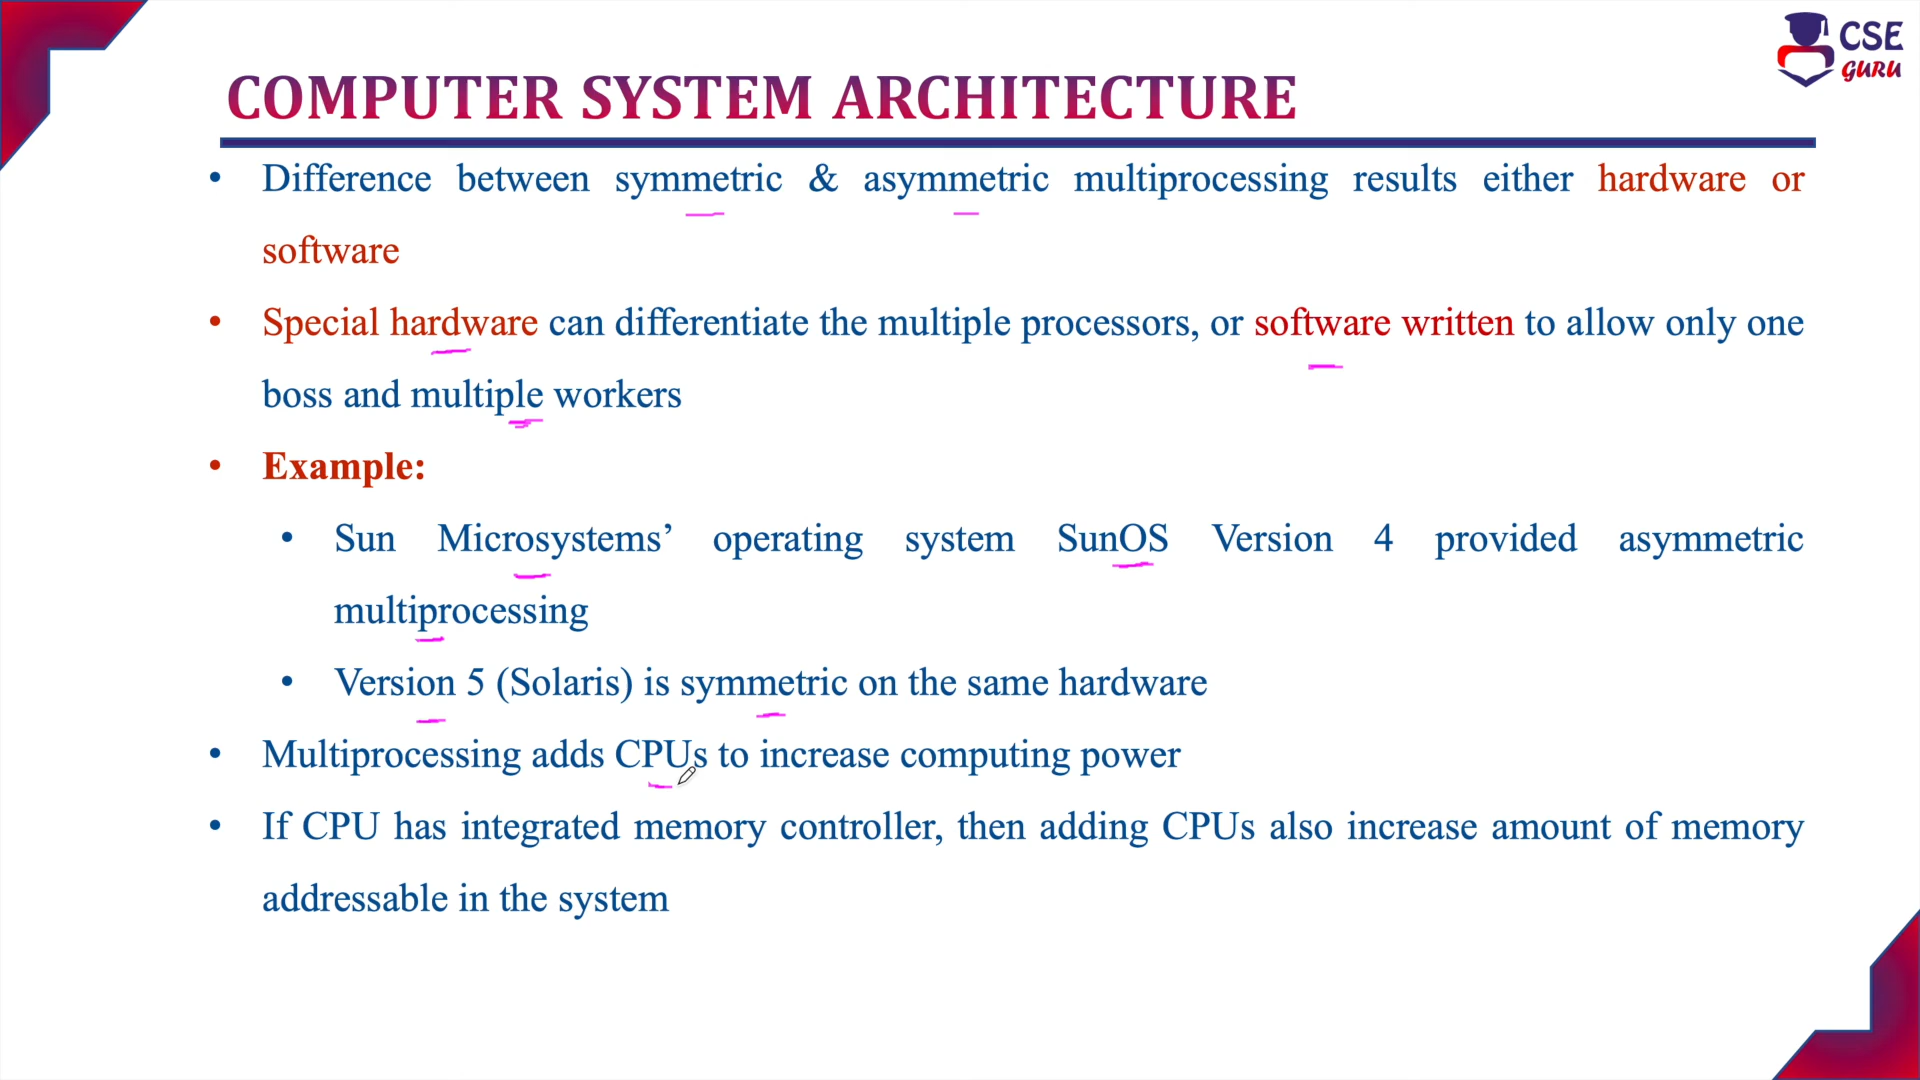 CSE
GURU
COMPUTER SYSTEM ARCHITECTURE
• Difference between symmetric & asymmetric multiprocessing results either hardware or
software
• Special hardware can differentiate the multiple processors, or software written to allow only one
boss and multiple workers
• Example:
• Sun Microsystems’ operating system SunOS Version 4 provided asymmetric
multiprocessing
• Version 5 (Solaris) is symmetric on the same hardware
• Multiprocessing adds CPUs to increase computing power
• If CPU has integrated memory controller, then adding CPUs also increase amount of memory
addressable in the system